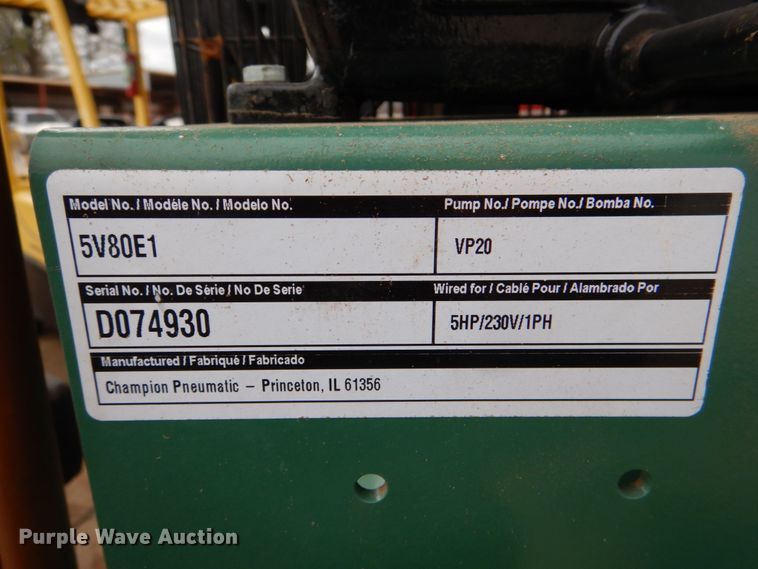 Model No. / Modéle No. / Modelo No.
Pump No./ Pompe No./ Bomba No.
5V80E1
VP20
Serial No. / No. De Série / No De Serie
Wired for / Cablé Pour / Alambrado Por
D074930
5HP/230V/1PH
Manufactured / Fabriqué / Fabricado
Champion Pneumatic – Princeton, IL 61356
Purple Wave Auction®